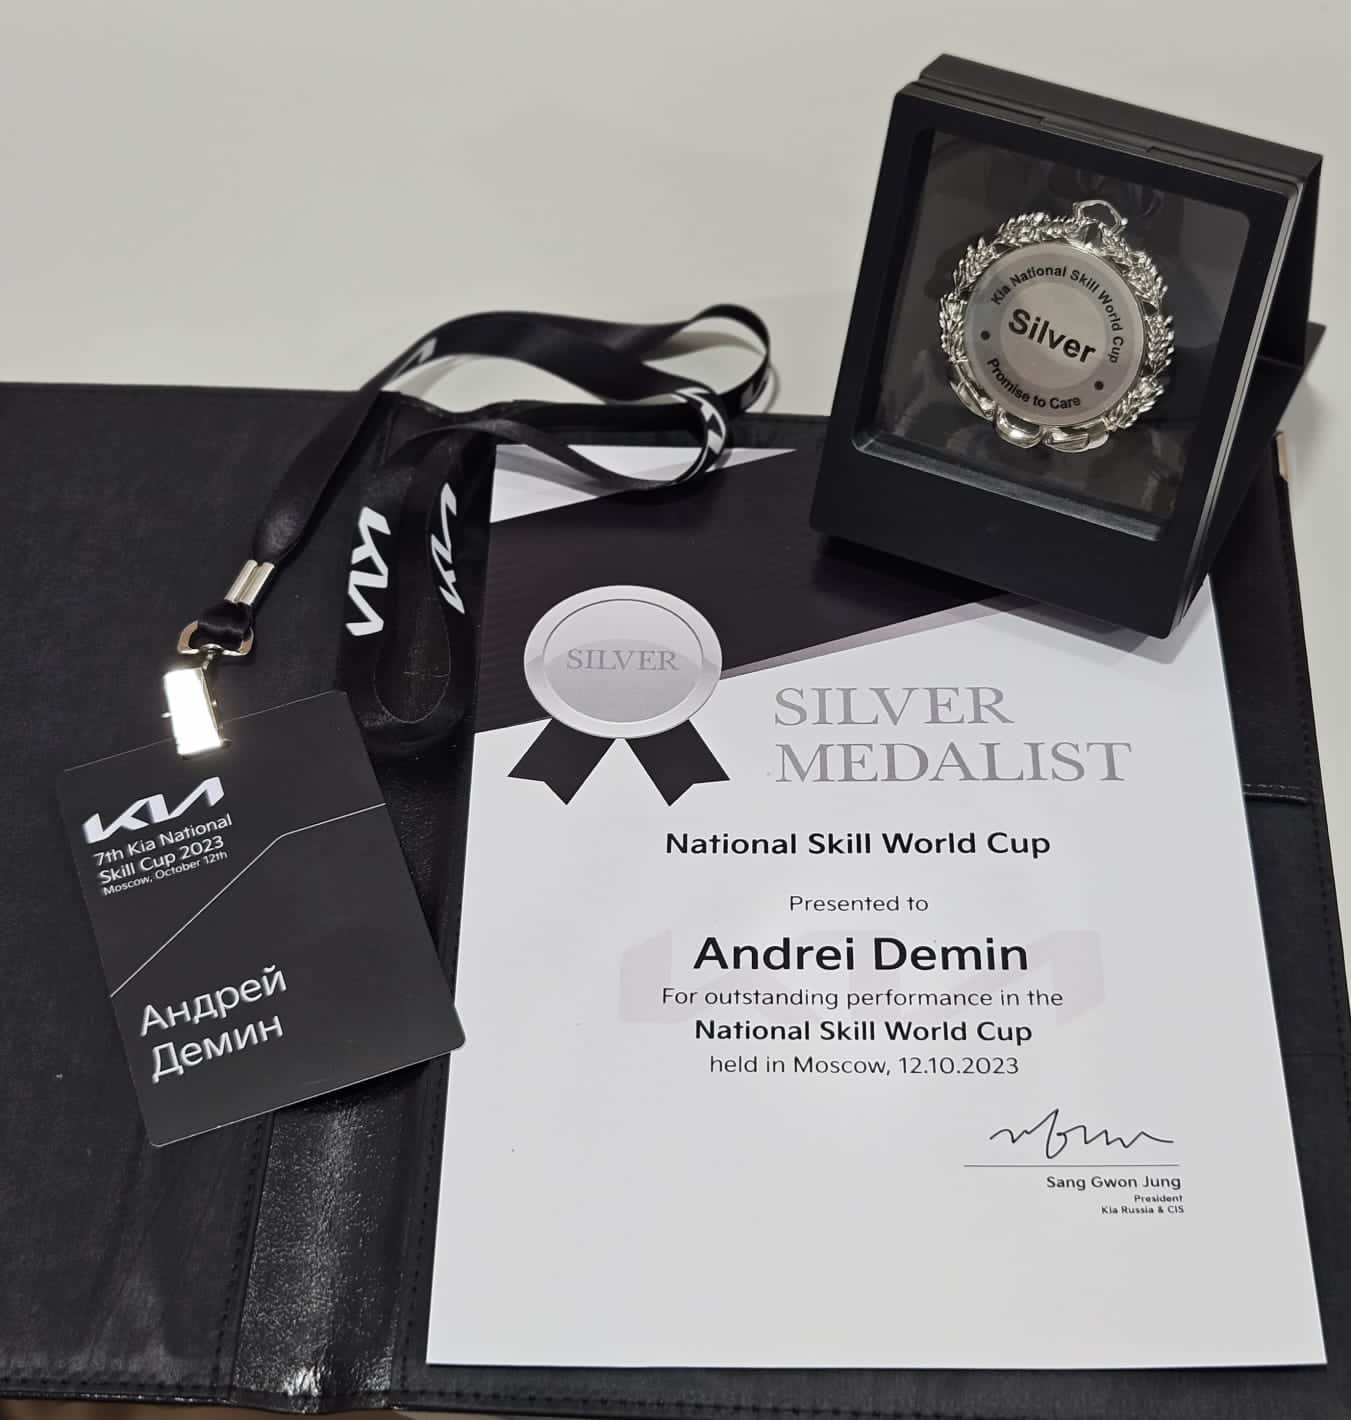 Kia National Skill World Cup
Silver
Promise to Care
KIA
KIA
KIA
7th Kia National
Skill Cup 2023
Moscow, October 12th
Андрей
Демин
SILVER
SILVER
MEDALIST
National Skill World Cup
Presented to
Andrei Demin
For outstanding performance in the
National Skill World Cup
held in Moscow, 12.10.2023
Sang Gwon Jung
President
Kia Russia & CIS